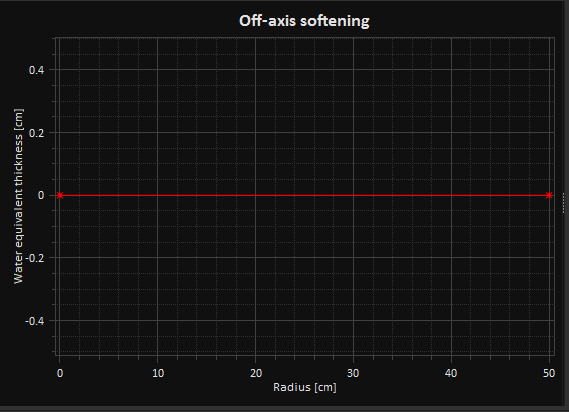 Off-axis softening
Water equivalent thickness [cm]
0.4
0.2
0
-0.2
-0.4
0 10 20 30 40 50
Radius [cm]